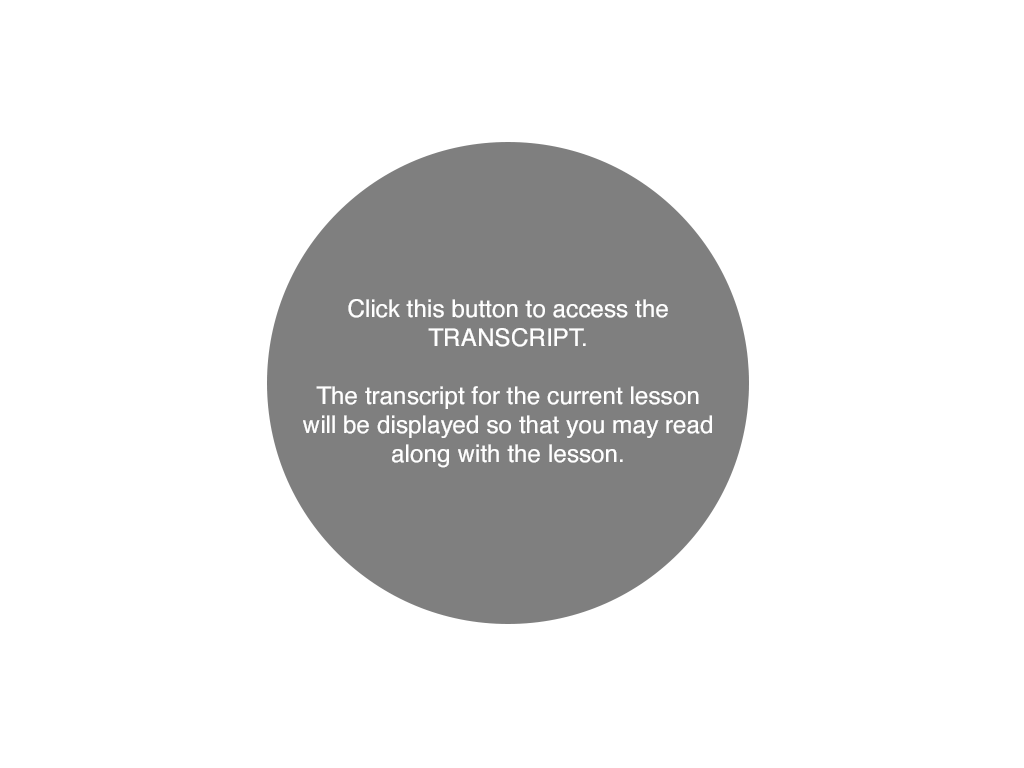 Click this button to access the
TRANSCRIPT.
The transcript for the current lesson
will be displayed so that you may read
along with the lesson.